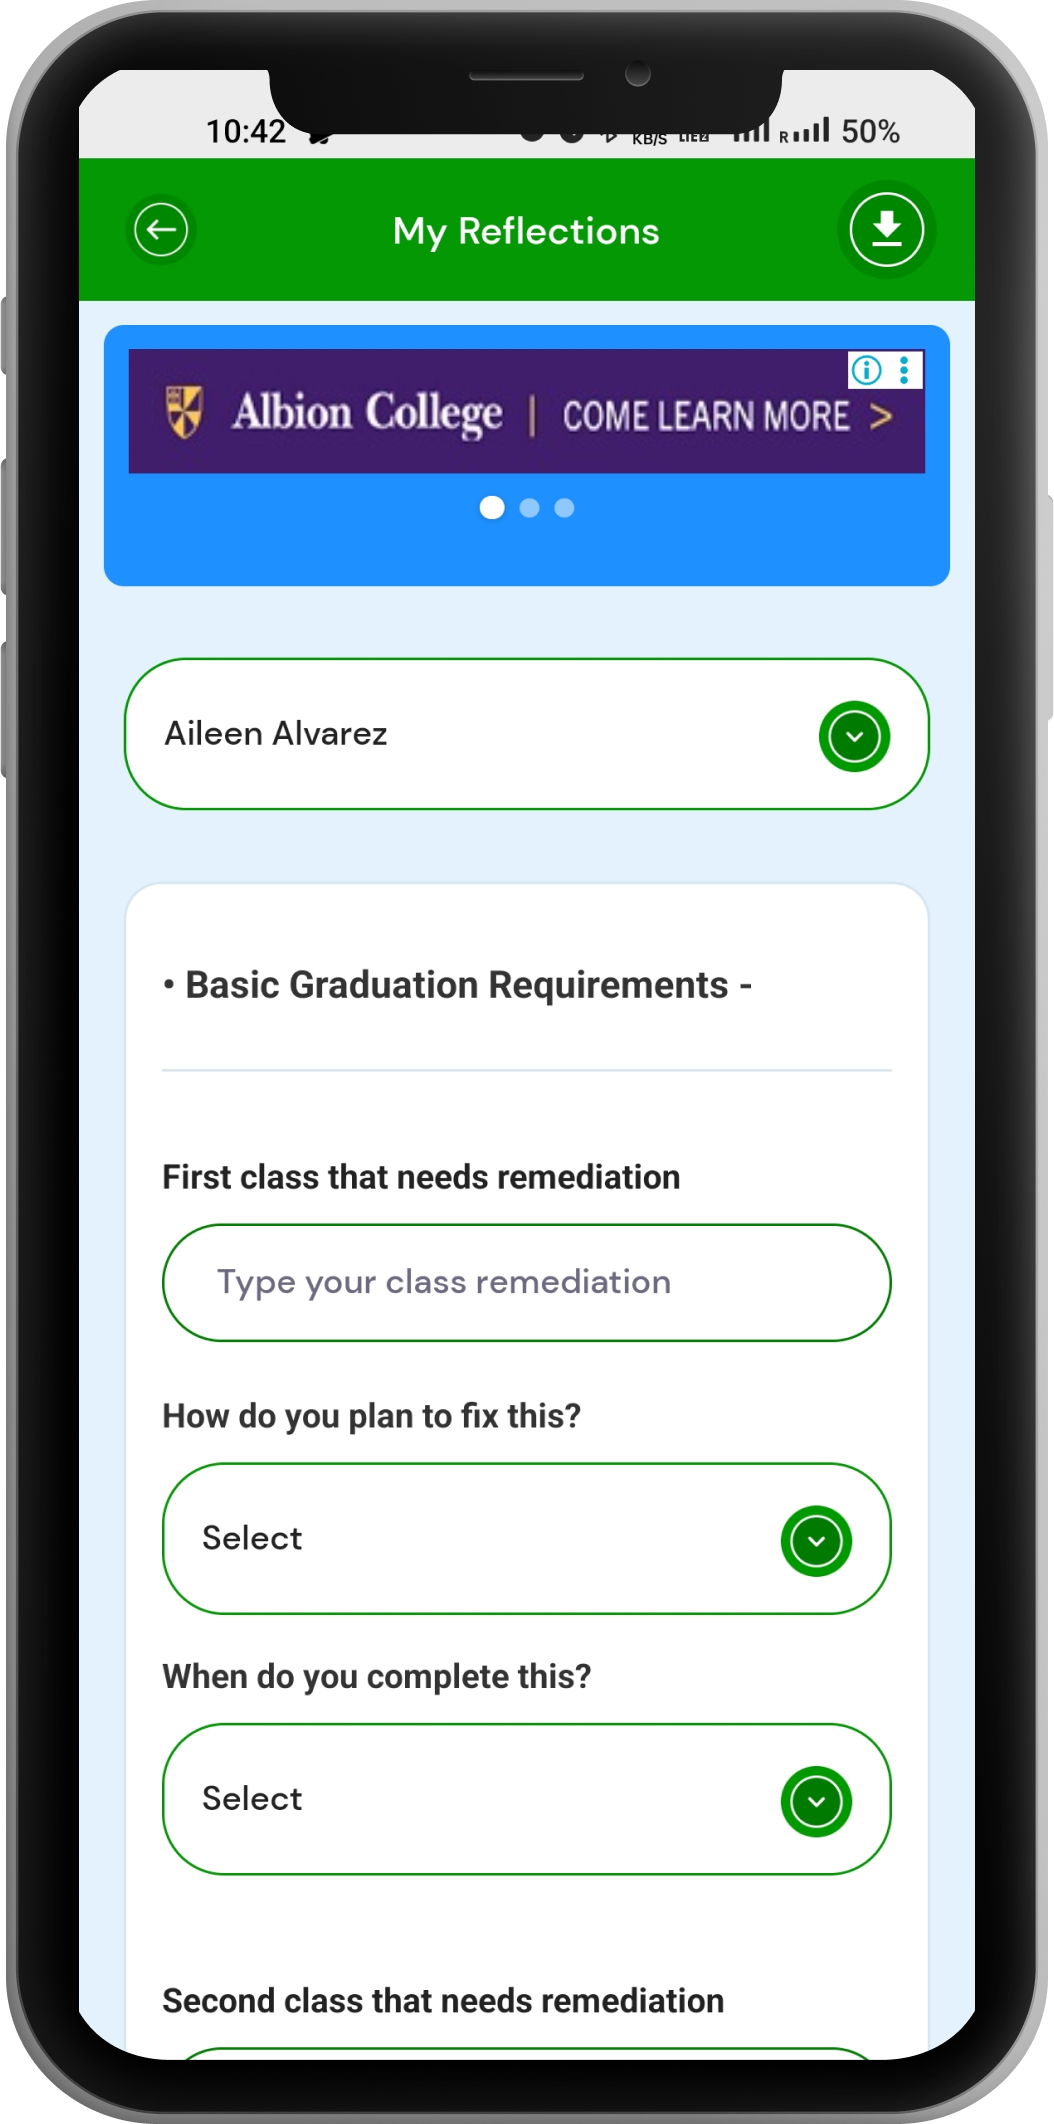 10:42 KB/S R 50%
My Reflections
Albion College | COME LEARN MORE >
Aileen Alvarez
• Basic Graduation Requirements -
First class that needs remediation
Type your class remediation
How do you plan to fix this?
Select
When do you complete this?
Select
Second class that needs remediation